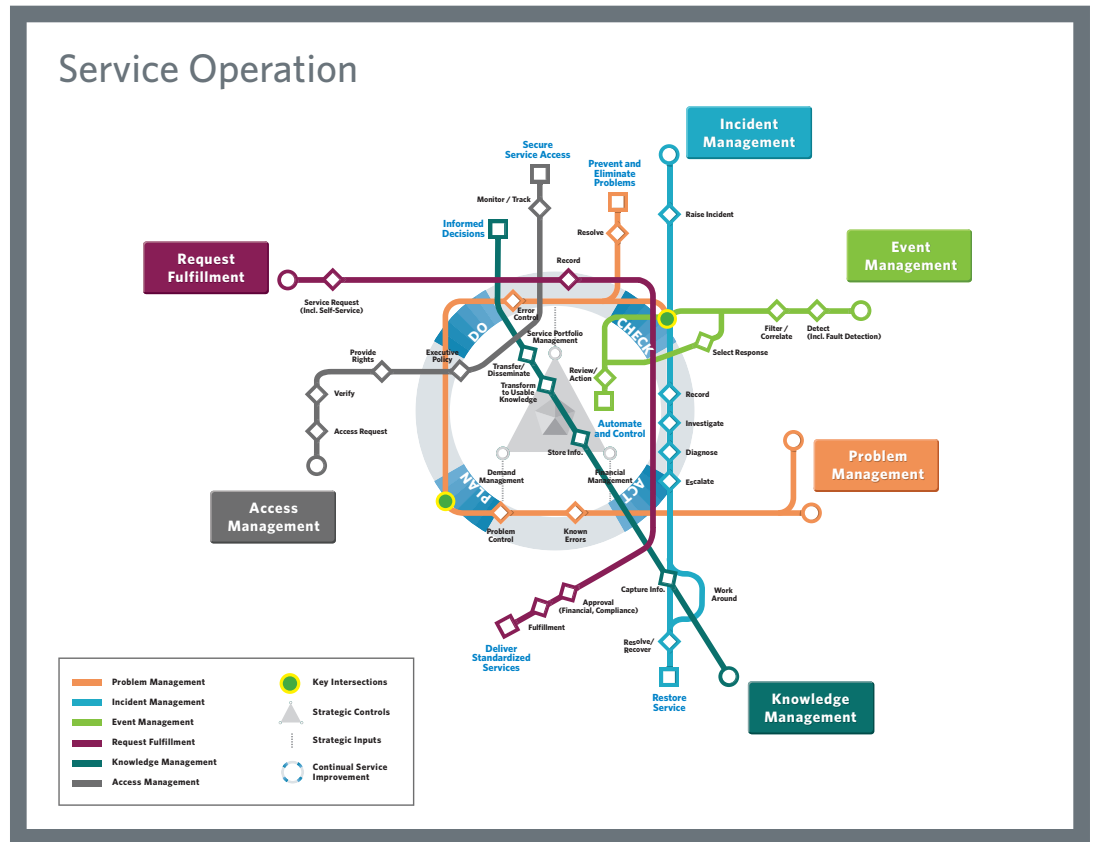 Service Operation
Incident
Management
Secure
Service Access
Prevent and
Eliminate
Problems
Monitor / Track
Raise Incident
Informed
Decisions
Resolve
Event
Management
Request
Fulfillment
Record
Service Request
(Incl. Self-Service)
Error
Control
DO
CHECK
Service Portfolio
Management
Filter /
Correlate
Detect
(Incl. Fault Detection)
Select Response
Provide
Rights
Executive
Policy
Transfer/
Disseminate
Review/
Action
Transform
to Usable
Knowledge
Verify
Record
Automate
and Control
Investigate
Access Request
Store Info.
Diagnose
Problem
Management
Demand
Management
Financial
Management
Escalate
PLAN
ACT
Access
Management
Problem
Control
Known
Errors
Capture Info.
Work
Around
Approval
(Financial, Compliance)
Fulfillment
Deliver
Standardized
Services
Resolve/
Recover
Restore
Service
Knowledge
Management
Problem Management
Incident Management
Event Management
Request Fulfillment
Knowledge Management
Access Management
Key Intersections
Strategic Controls
Strategic Inputs
Continual Service
Improvement